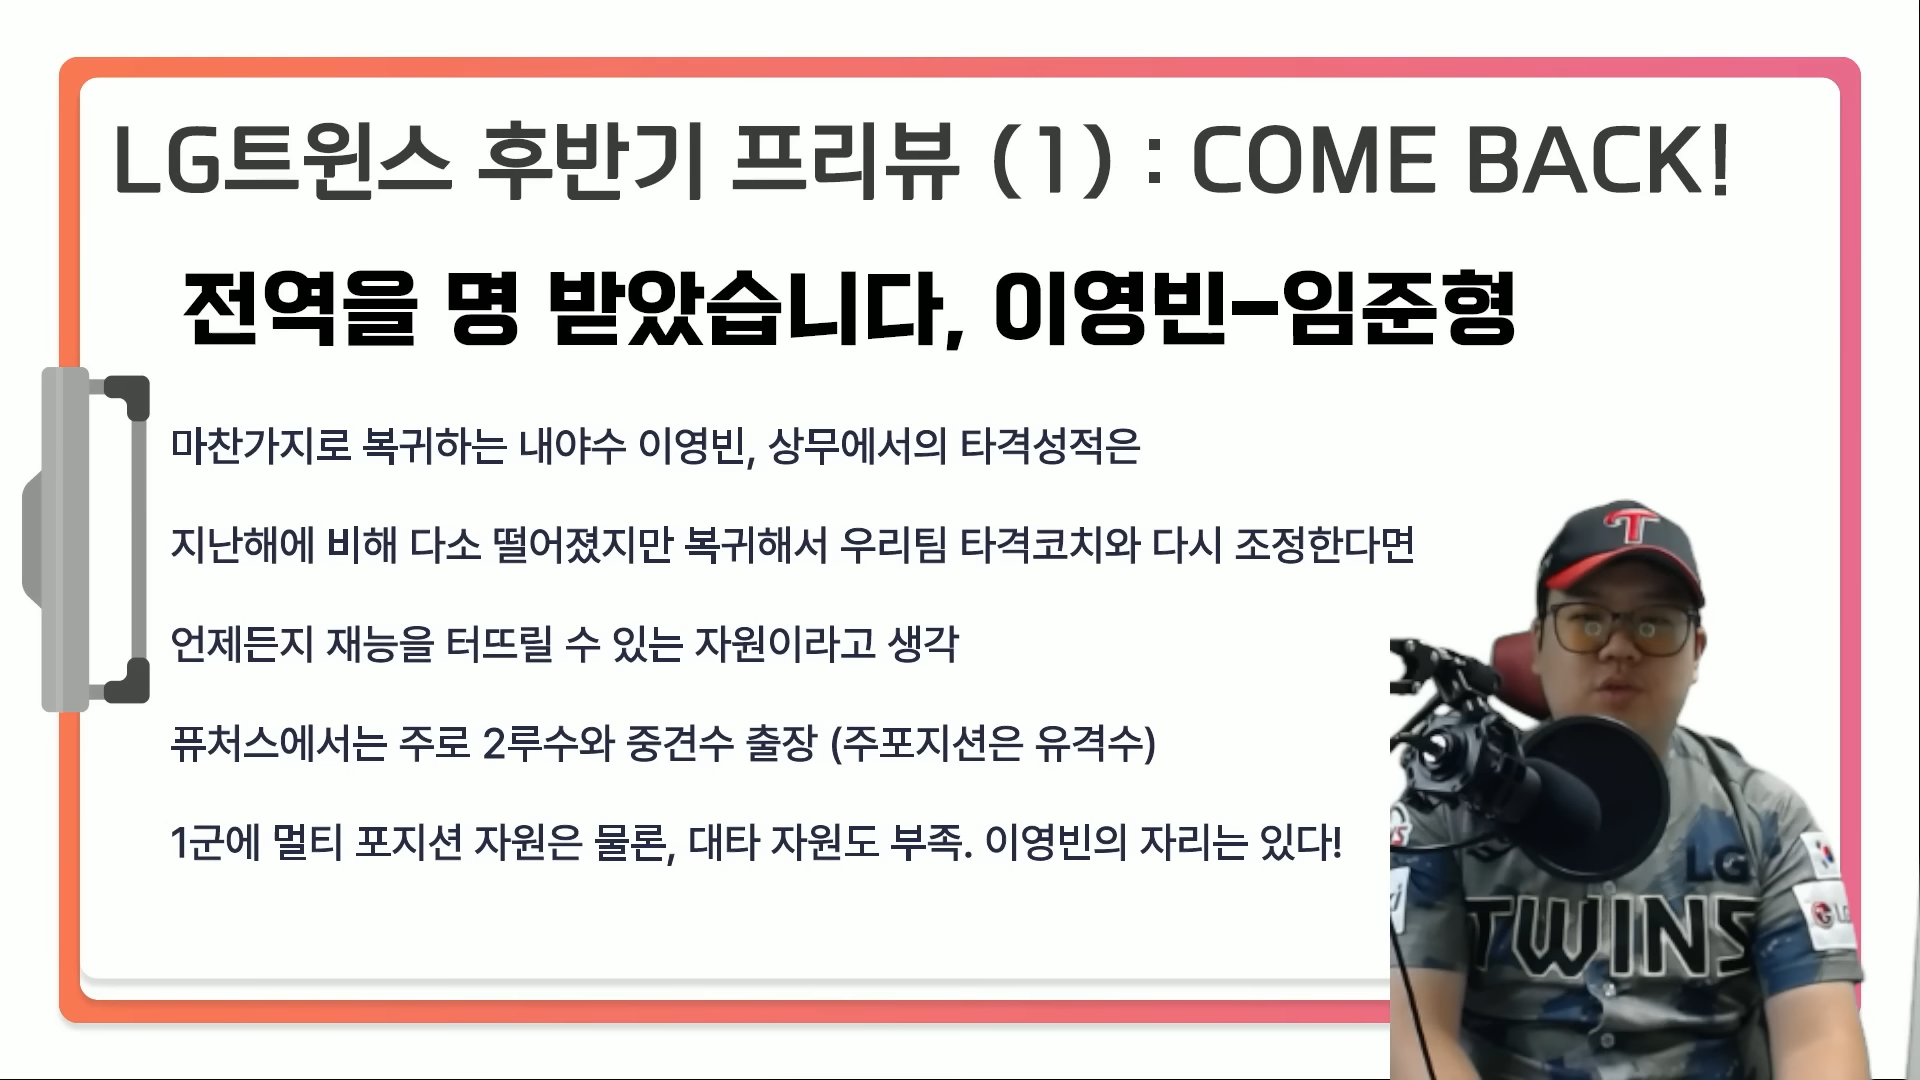 LG트윈스 후반기 프리뷰 (1) : COME BACK!
전역을 명 받았습니다, 이영빈-임준형
마찬가지로 복귀하는 내야수 이영빈, 상무에서의 타격성적은
지난해에 비해 다소 떨어졌지만 복귀해서 우리팀 타격코치와 다시 조정한다면
언제든지 재능을 터뜨릴 수 있는 자원이라고 생각
퓨처스에서는 주로 2루수와 중견수 출장 (주포지션은 유격수)
1군에 멀티 포지션 자원은 물론, 대타 자원도 부족. 이영빈의 자리는 있다!
T
LG
TWINS
LG